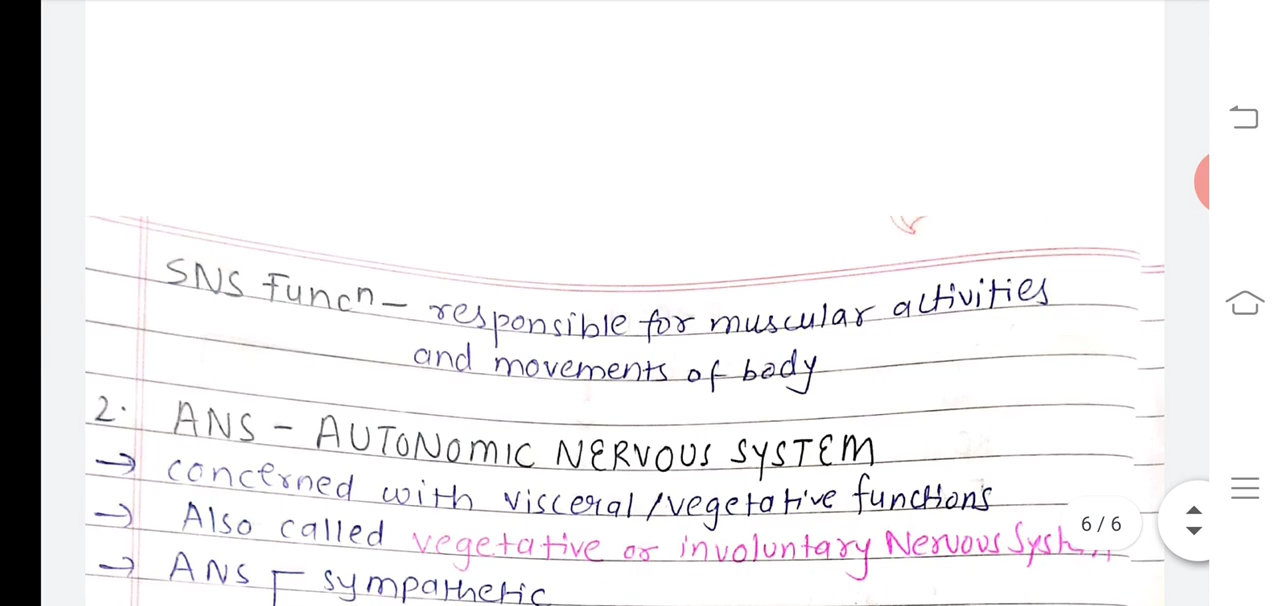 SNS Funcn – responsible for muscular activities
and movements of body
2. ANS – AUTONOMIC NERVOUS SYSTEM
→ concerned with visceral/vegetative functions
→ Also called vegetative or involuntary Nervous System
6/6
→ ANS sympathetic